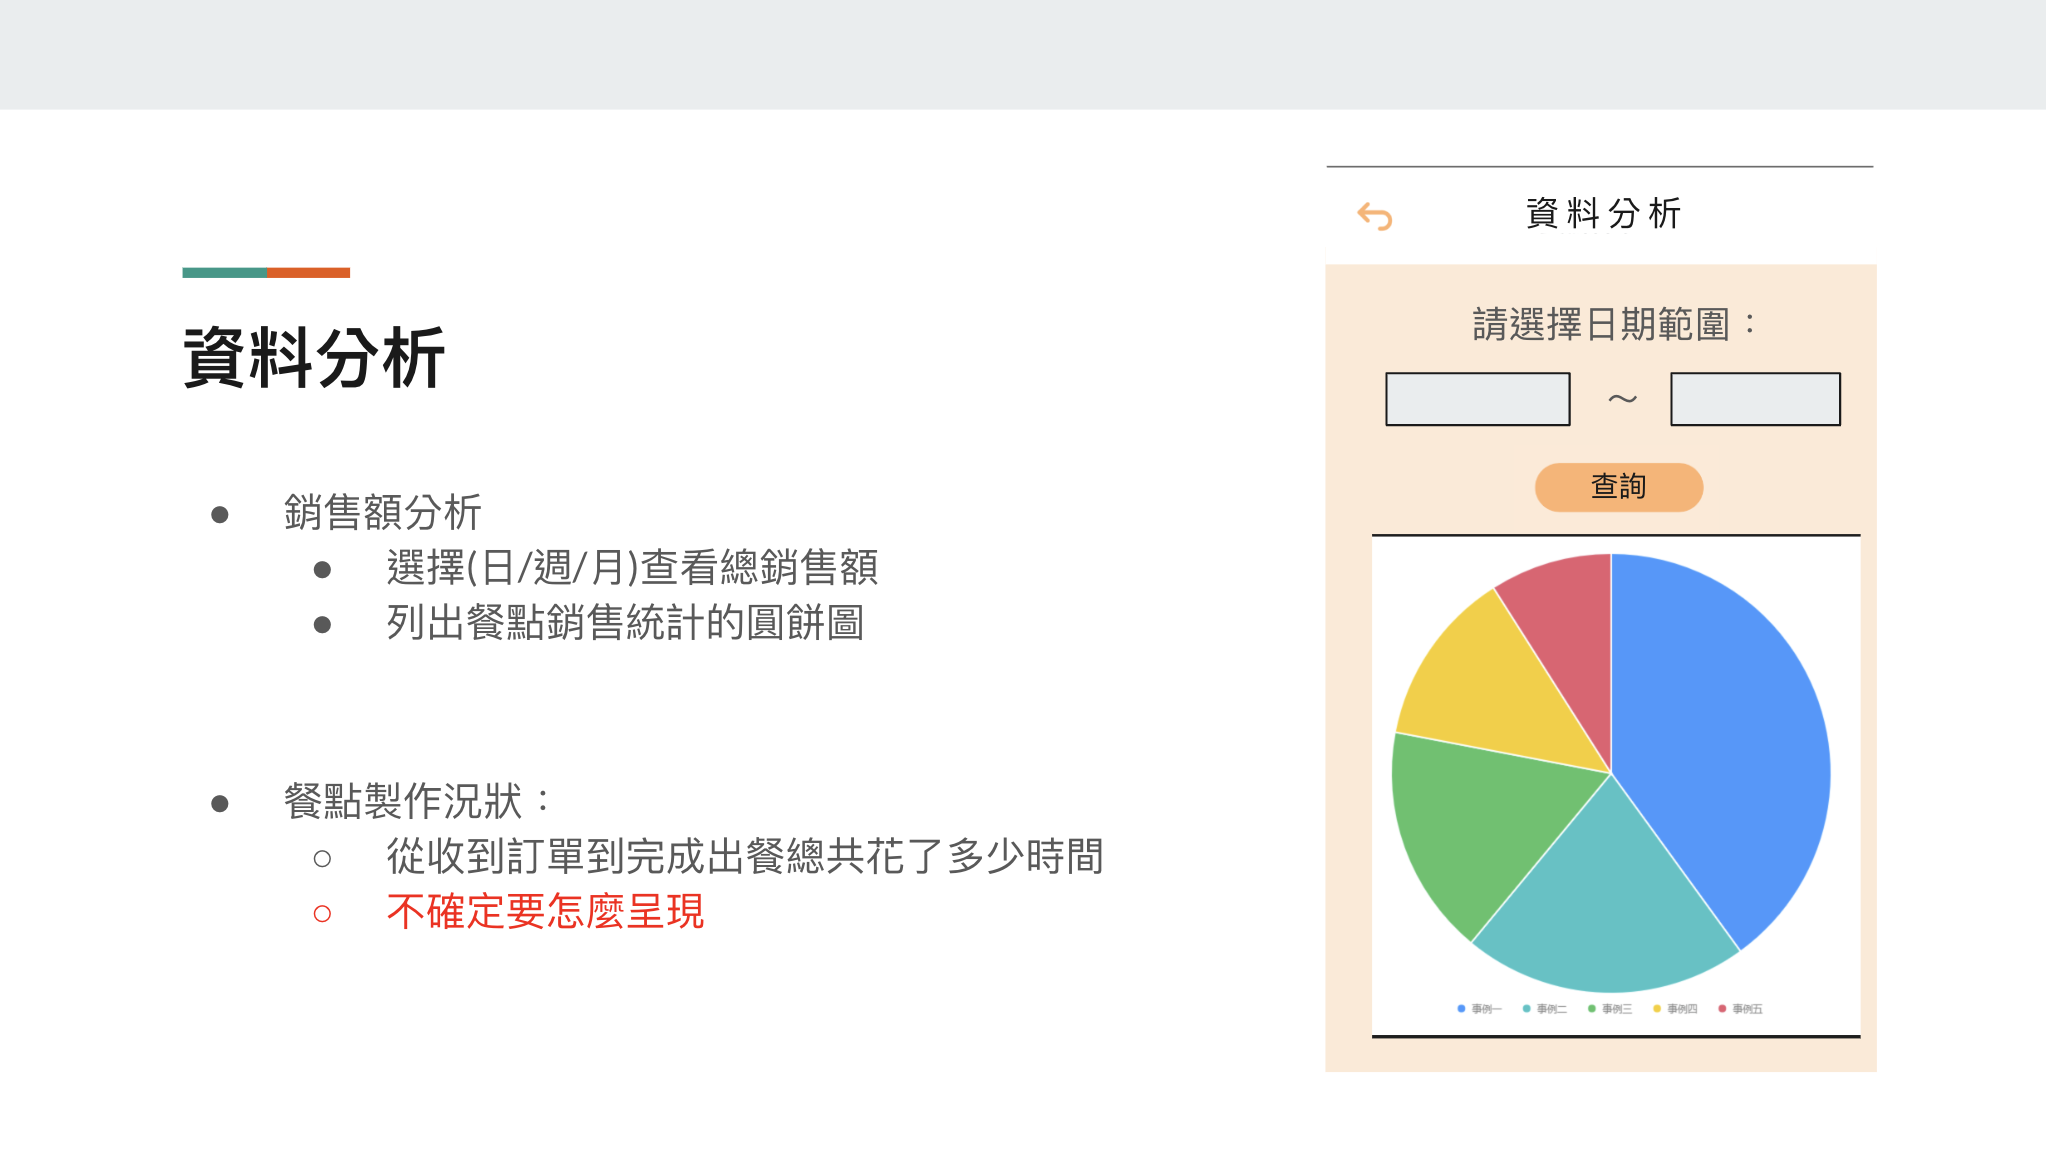 資料分析
銷售額分析
選擇(日/週/月)查看總銷售額
列出餐點銷售統計的圓餅圖
餐點製作況狀：
從收到訂單到完成出餐總共花了多少時間
不確定要怎麼呈現
資料分析
請選擇日期範圍：
～
查詢
事例一 事例二 事例三 事例四 事例五